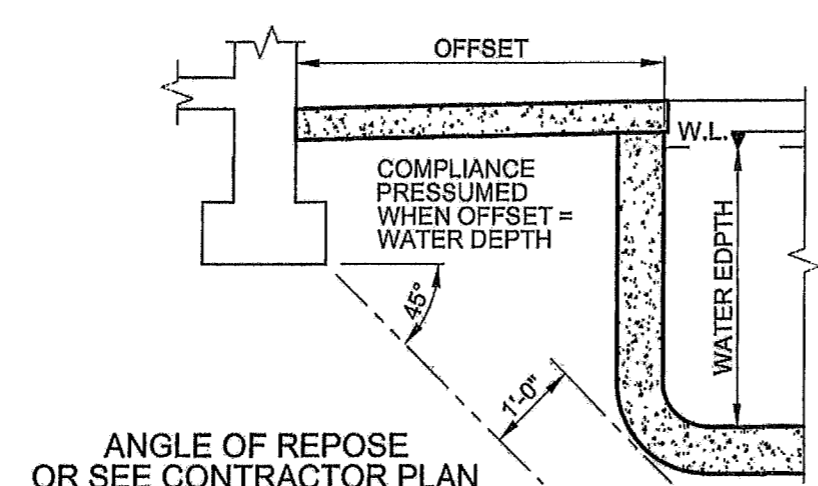 OFFSET
W.L.
COMPLIANCE
PRESSUMED
WHEN OFFSET =
WATER DEPTH
WATER EDPTH
45°
1'-0"
ANGLE OF REPOSE
OR SEE CONTRACTOR PLAN